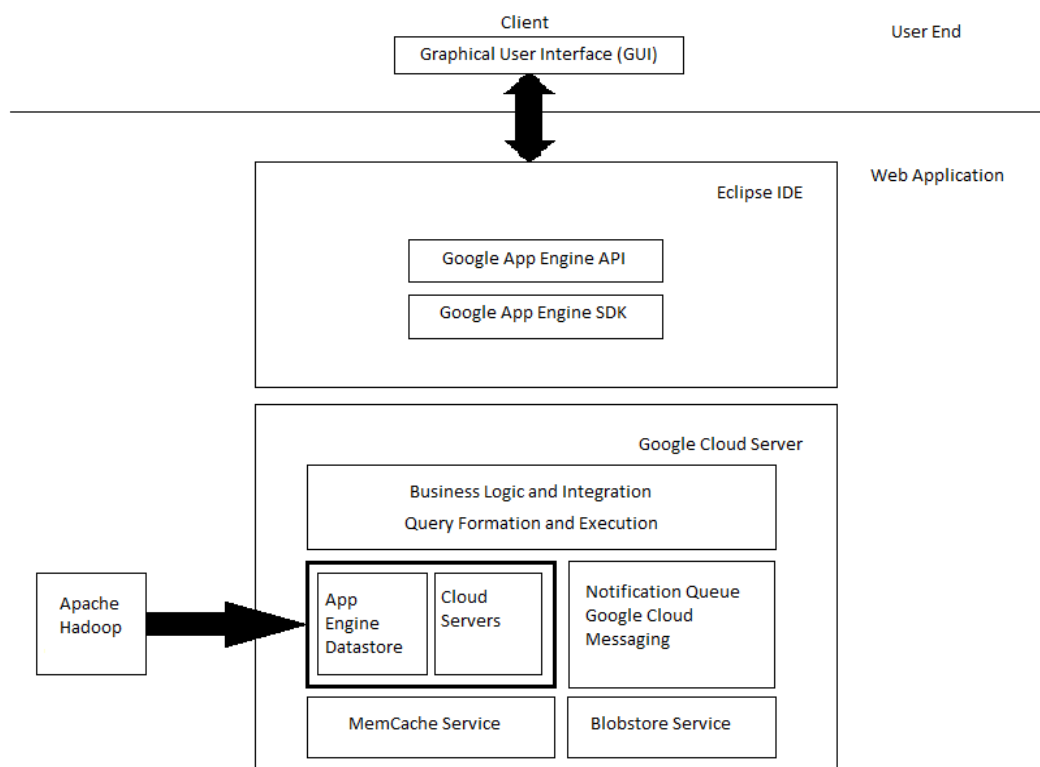 Client
User End
Graphical User Interface (GUI)
Web Application
Eclipse IDE
Google App Engine API
Google App Engine SDK
Google Cloud Server
Business Logic and Integration
Query Formation and Execution
Apache
Hadoop
App
Engine
Datastore
Cloud
Servers
Notification Queue
Google Cloud
Messaging
MemCache Service
Blobstore Service